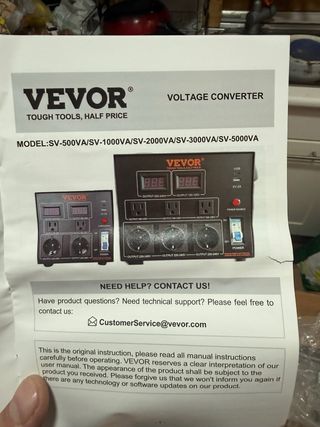 VEVOR®
TOUGH TOOLS, HALF PRICE
VOLTAGE CONVERTER
MODEL:SV-500VA/SV-1000VA/SV-2000VA/SV-3000VA/SV-5000VA
VEVOR
VEVOR
NEED HELP? CONTACT US!
Have product questions? Need technical support? Please feel free to
contact us:
CustomerService@vevor.com
This is the original instruction, please read all manual instructions
carefully before operating. VEVOR reserves a clear interpretation of our
user manual. The appearance of the product shall be subject to the
product you received. Please forgive us that we won't inform you again if
there are any technology or software updates on our product.